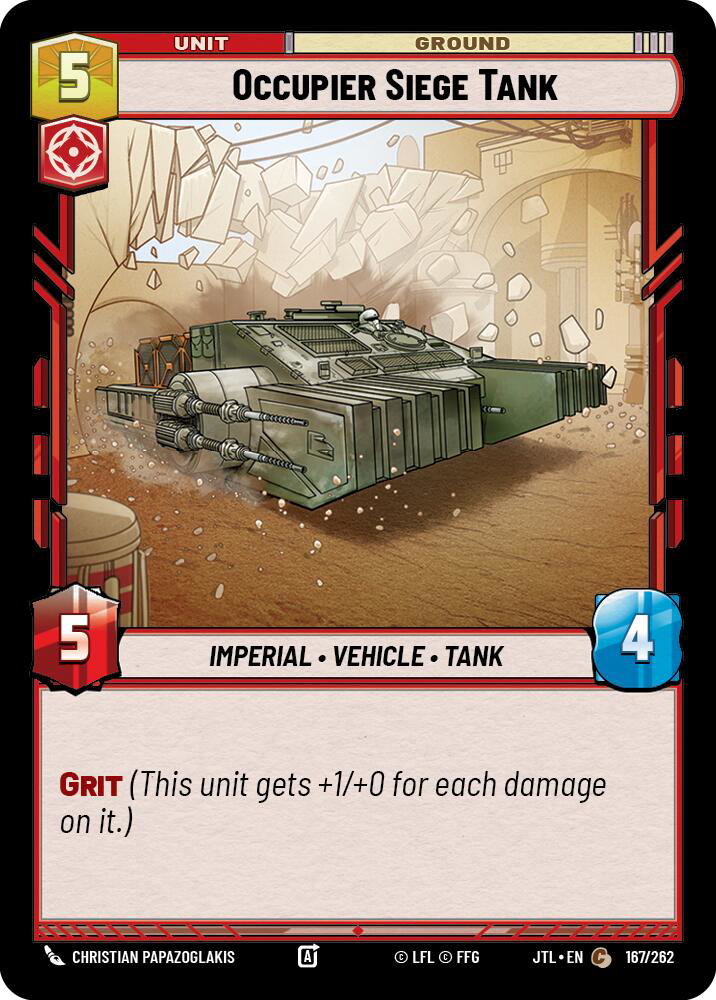 UNIT
GROUND
5
OCCUPIER SIEGE TANK
5
IMPERIAL • VEHICLE • TANK
4
GRIT (This unit gets +1/+0 for each damage
on it.)
CHRISTIAN PAPAZOGLAKIS
A
© LFL © FFG
JTL • EN
C
167/262